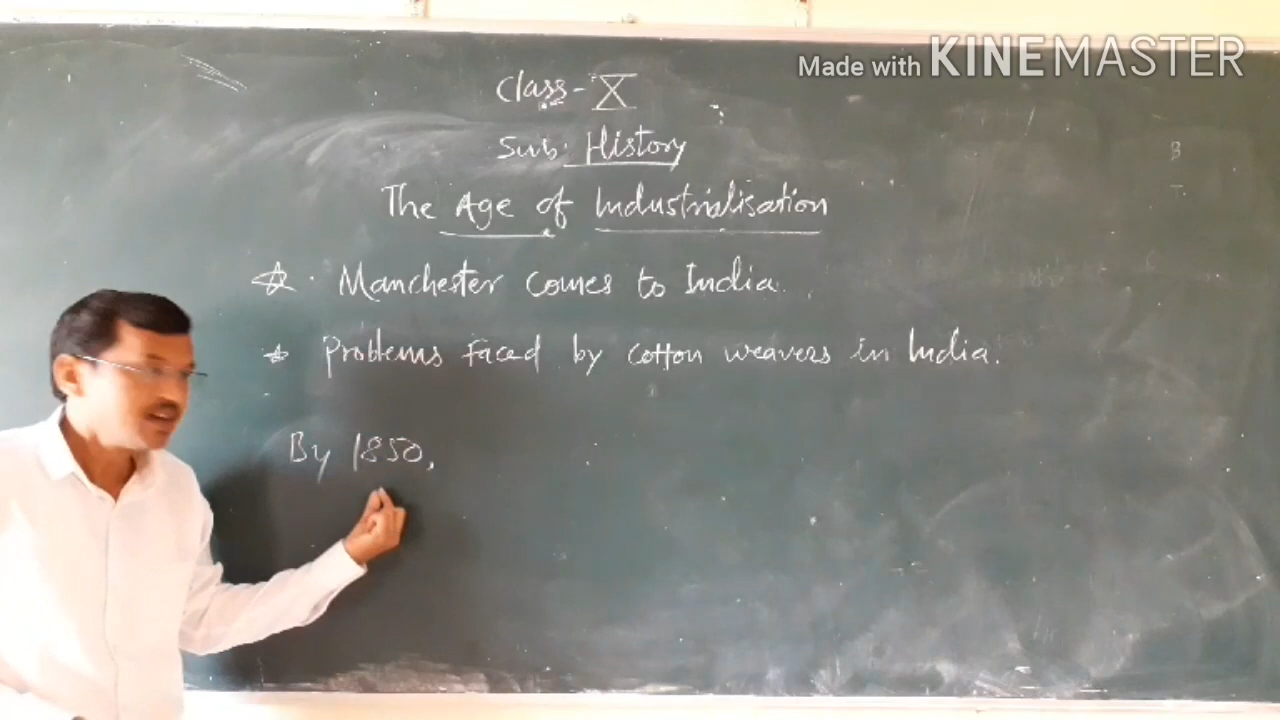 Made with KINEMASTER
Class - X
Sub: History
The Age of Industrialisation
Manchester Comes to India.
Problems Faced by cotton weavers in India.
By 1850,
B
T